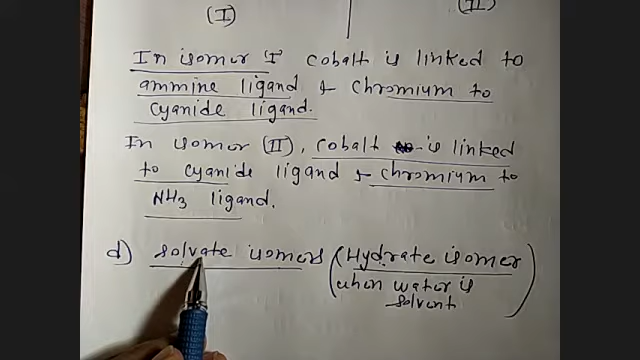 (I)
(II)
In isomer 'I' cobalt is linked to
ammine ligand & chromium to
cyanide ligand.
In isomer (II), cobalt is linked
to cyanide ligand & chromium to
NH3 ligand.
d) solvate isomers (Hydrate isomer
when water is
solvent)